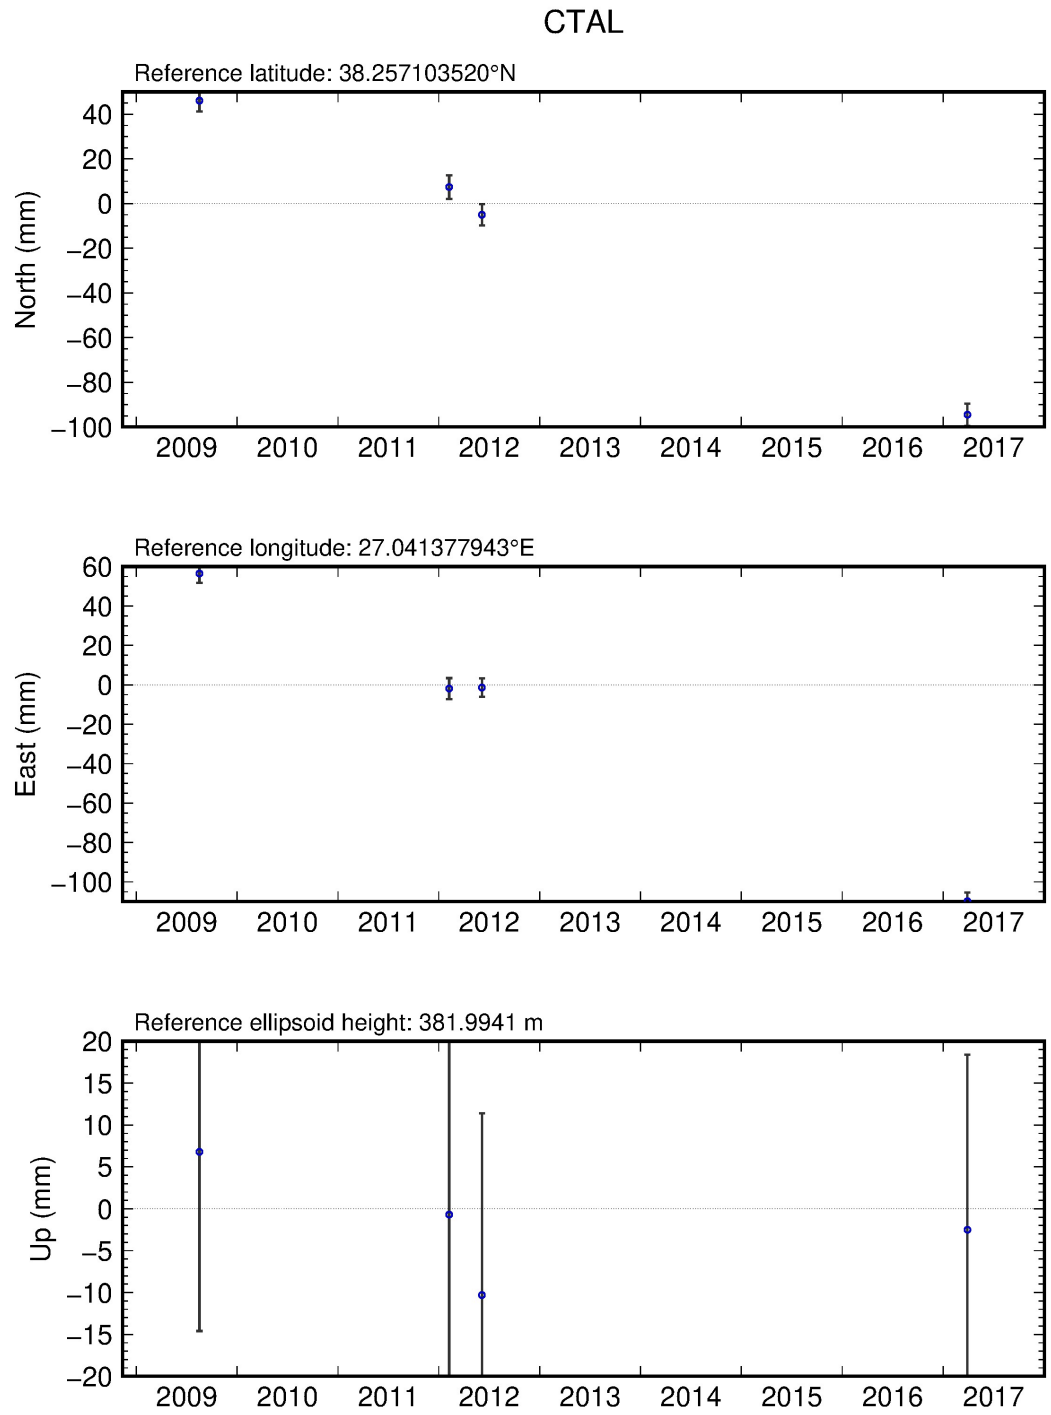 CTAL
Reference latitude: 38.257103520°N
40
20
0
−20
−40
−60
−80
−100
North (mm)
2009 2010 2011 2012 2013 2014 2015 2016 2017
Reference longitude: 27.041377943°E
60
40
20
0
−20
−40
−60
−80
−100
East (mm)
2009 2010 2011 2012 2013 2014 2015 2016 2017
Reference ellipsoid height: 381.9941 m
20
15
10
5
0
−5
−10
−15
−20
Up (mm)
2009 2010 2011 2012 2013 2014 2015 2016 2017